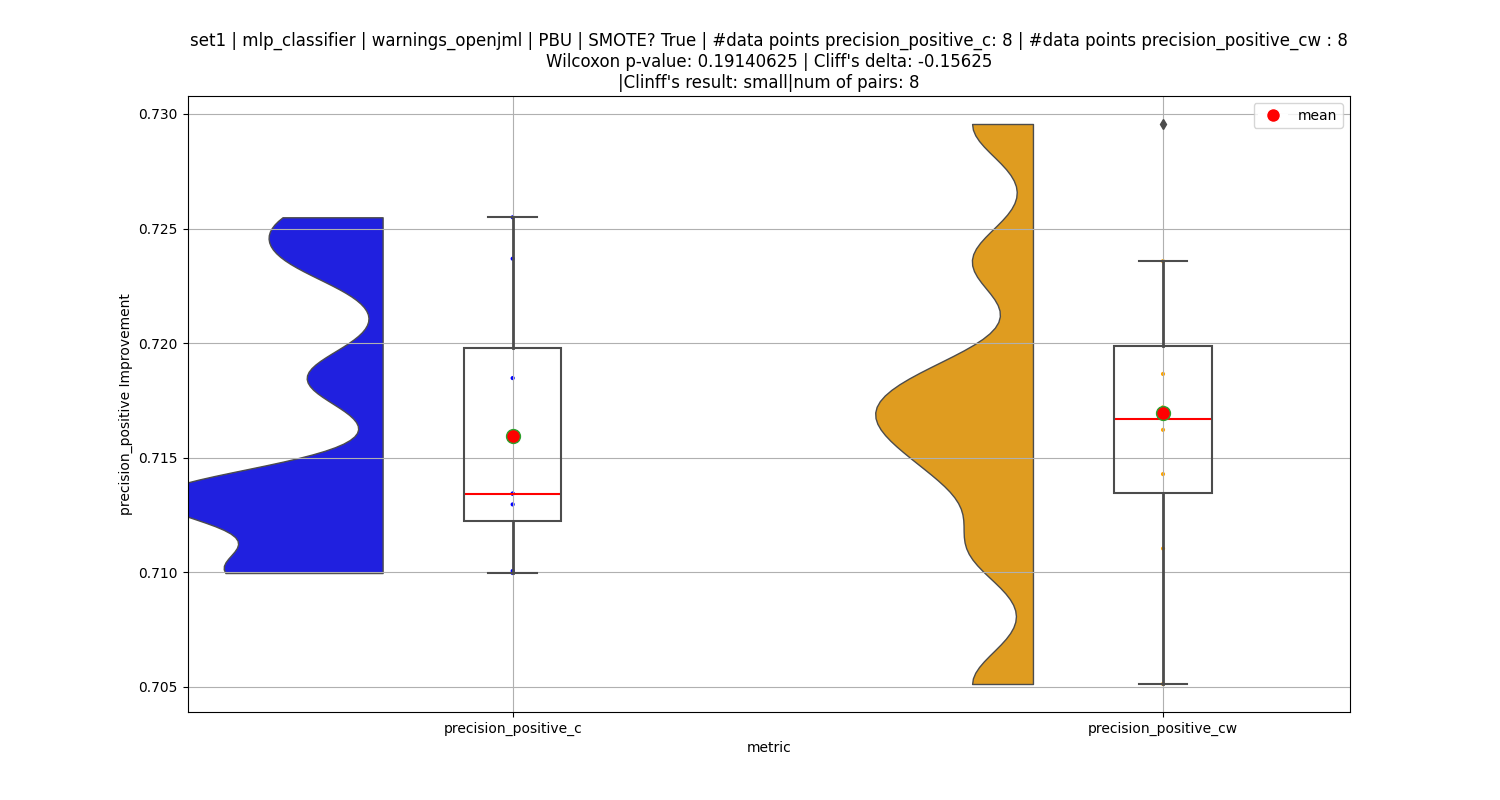 set1 | mlp_classifier | warnings_openjml | PBU | SMOTE? True | #data points precision_positive_c: 8 | #data points precision_positive_cw : 8
Wilcoxon p-value: 0.19140625 | Cliff's delta: -0.15625
|Clinff's result: small|num of pairs: 8
mean
0.730
0.725
0.720
0.715
0.710
0.705
precision_positive Improvement
precision_positive_c
precision_positive_cw
metric